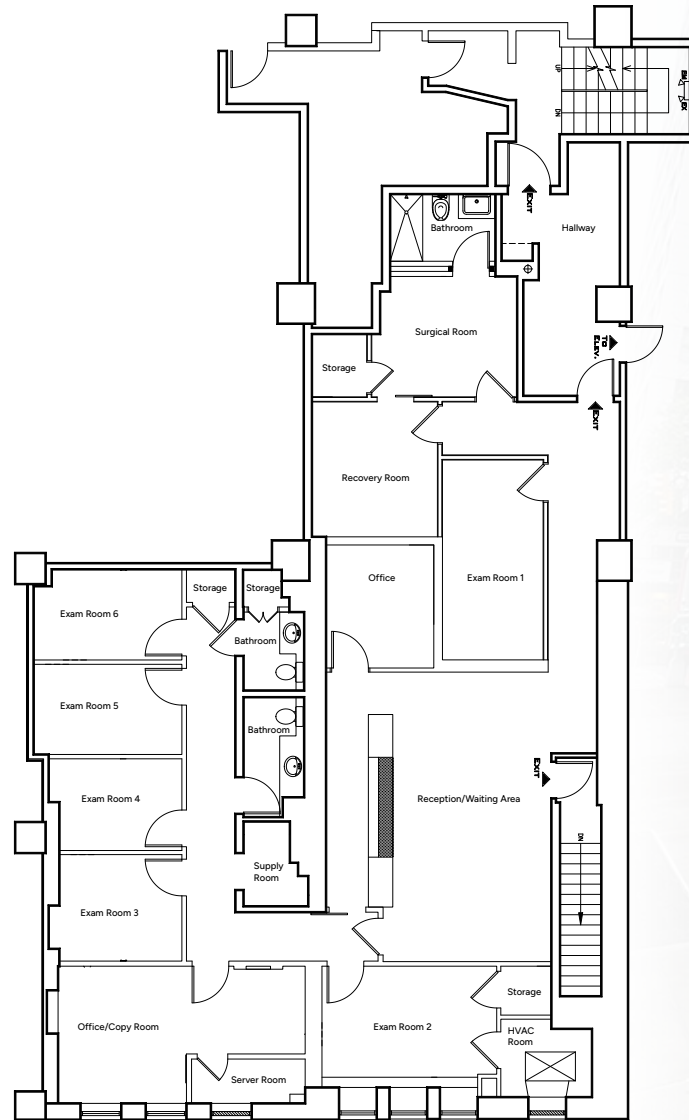 UP
DN
EM
EX
EXIT
Bathroom
Hallway
Surgical Room
TO
ELEV.
Storage
EXIT
Recovery Room
Office
Exam Room 1
Storage
Storage
Exam Room 6
Bathroom
Exam Room 5
Bathroom
EXIT
Exam Room 4
Reception/Waiting Area
DN
Supply
Room
Exam Room 3
Storage
Office/Copy Room
Exam Room 2
HVAC
Room
Server Room